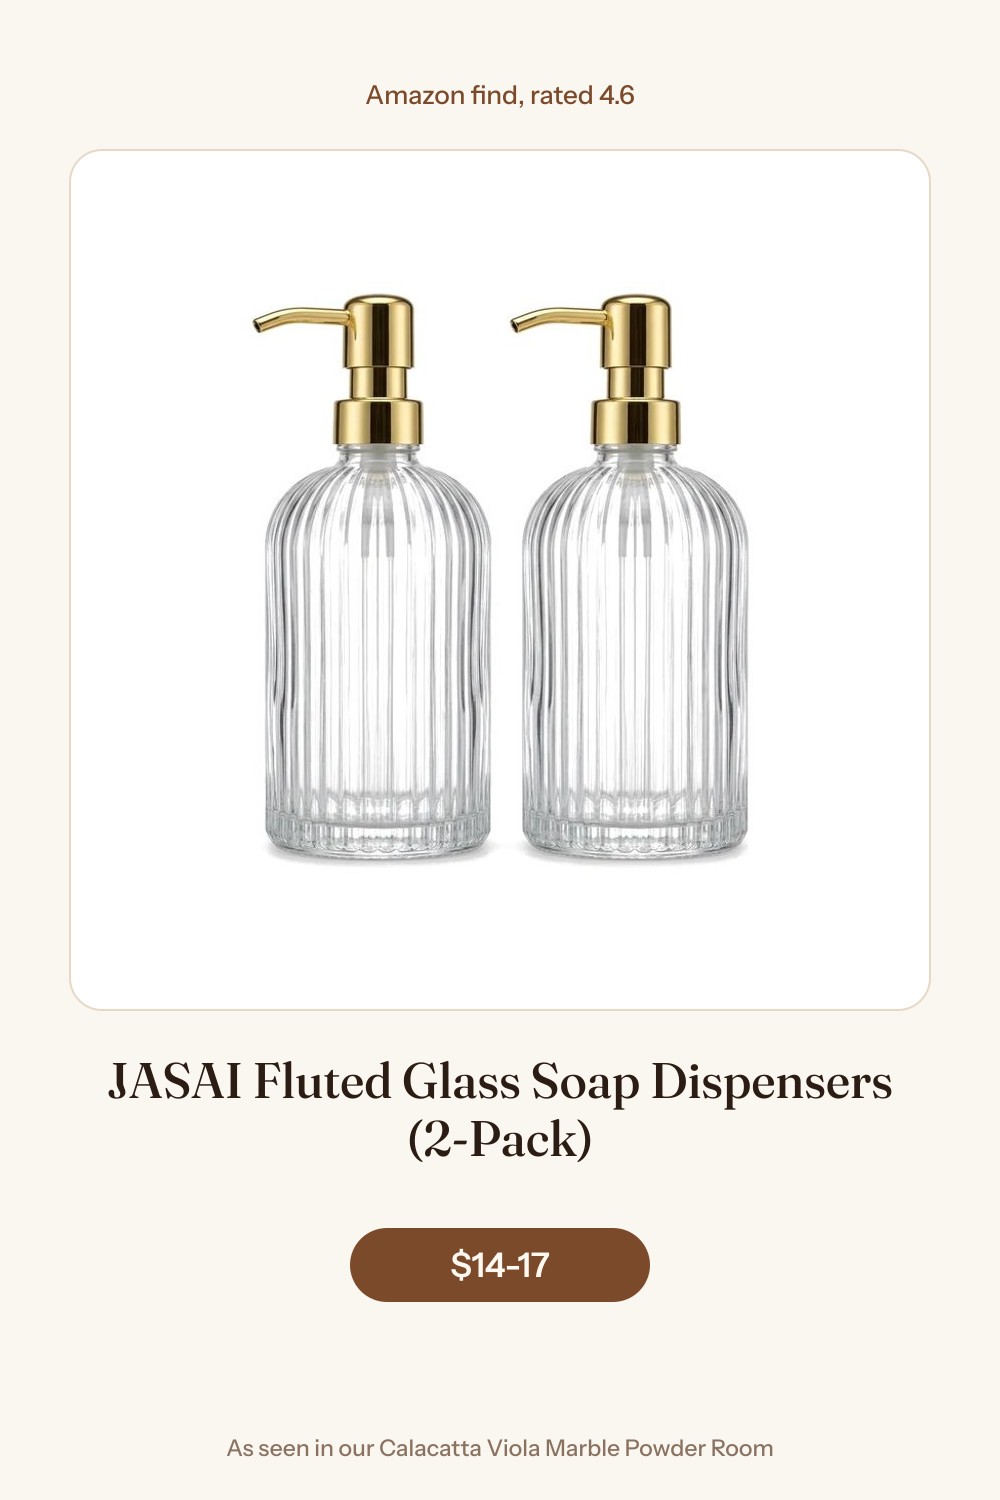 Amazon find, rated 4.6
JASAI Fluted Glass Soap Dispensers
(2-Pack)
$14-17
As seen in our Calacatta Viola Marble Powder Room